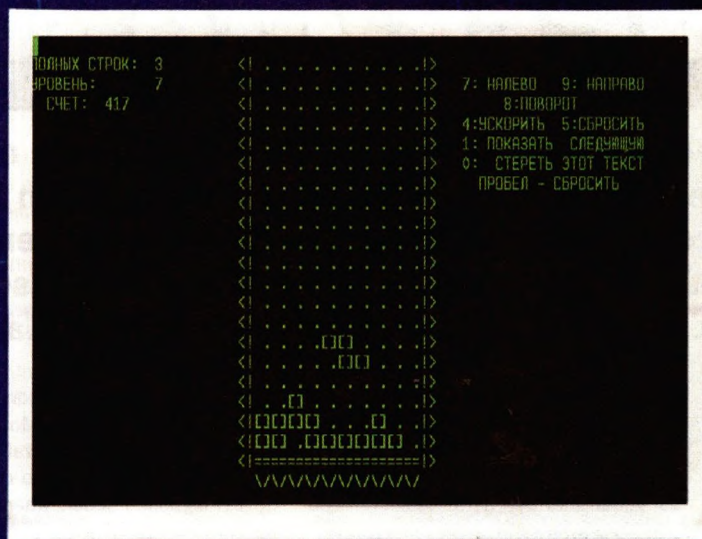 ПОЛНЫХ СТРОК: 3 <! . . . . . . . . . .!>
УРОВЕНЬ: 7 <! . . . . . . . . . .!> 7: НАЛЕВО 9: НАПРАВО
СЧЕТ: 417 <! . . . . . . . . . .!> 8:ПОВОРОТ
<! . . . . . . . . . .!> 4:УСКОРИТЬ 5:СБРОСИТЬ
<! . . . . . . . . . .!> 1: ПОКАЗАТЬ СЛЕДУЮЩУЮ
<! . . . . . . . . . .!> 0: СТЕРЕТЬ ЭТОТ ТЕКСТ
<! . . . . . . . . . .!> ПРОБЕЛ - СБРОСИТЬ
<! . . . . . . . . . .!>
<! . . . . . . . . . .!>
<! . . . . . . . . . .!>
<! . . . . . . . . . .!>
<! . . . . . . . . . .!>
<! . . . . . . . . . .!>
<! . . . . . . . . . .!>
<! . . . .[][] . . . .!>
<! . . . . .[][] . . .!>
<! . . . . . . . . . .!>
<! . .[] . . . . . . .!>
<![][][][] . . .[] . .!>
<![][] .[][][][][][] .!>
<!====================!>
\/\/\/\/\/\/\/\/\/\/